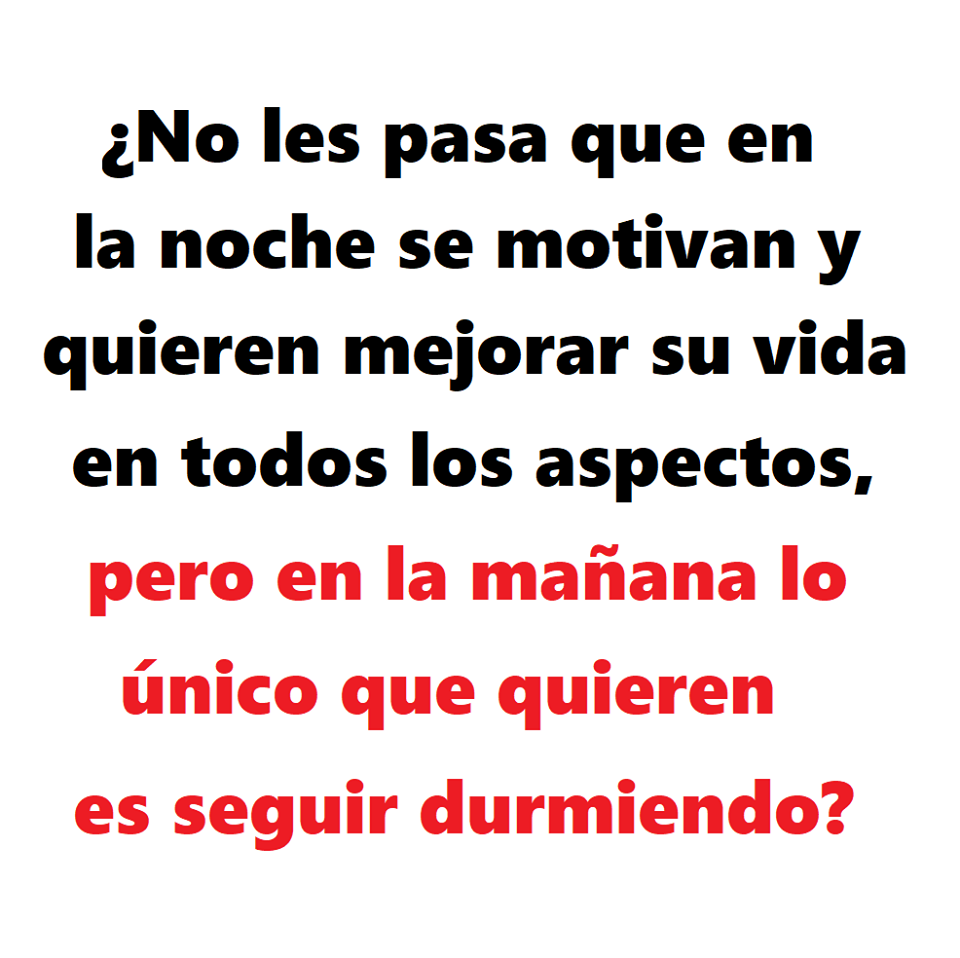 ¿No les pasa que en
la noche se motivan y
quieren mejorar su vida
en todos los aspectos,
pero en la mañana lo
único que quieren
es seguir durmiendo?